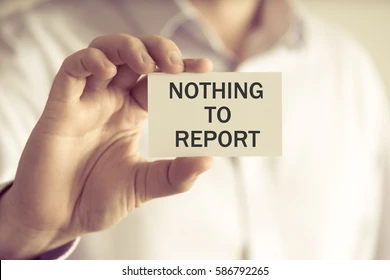 NOTHING
TO
REPORT
shutterstock.com · 586792265